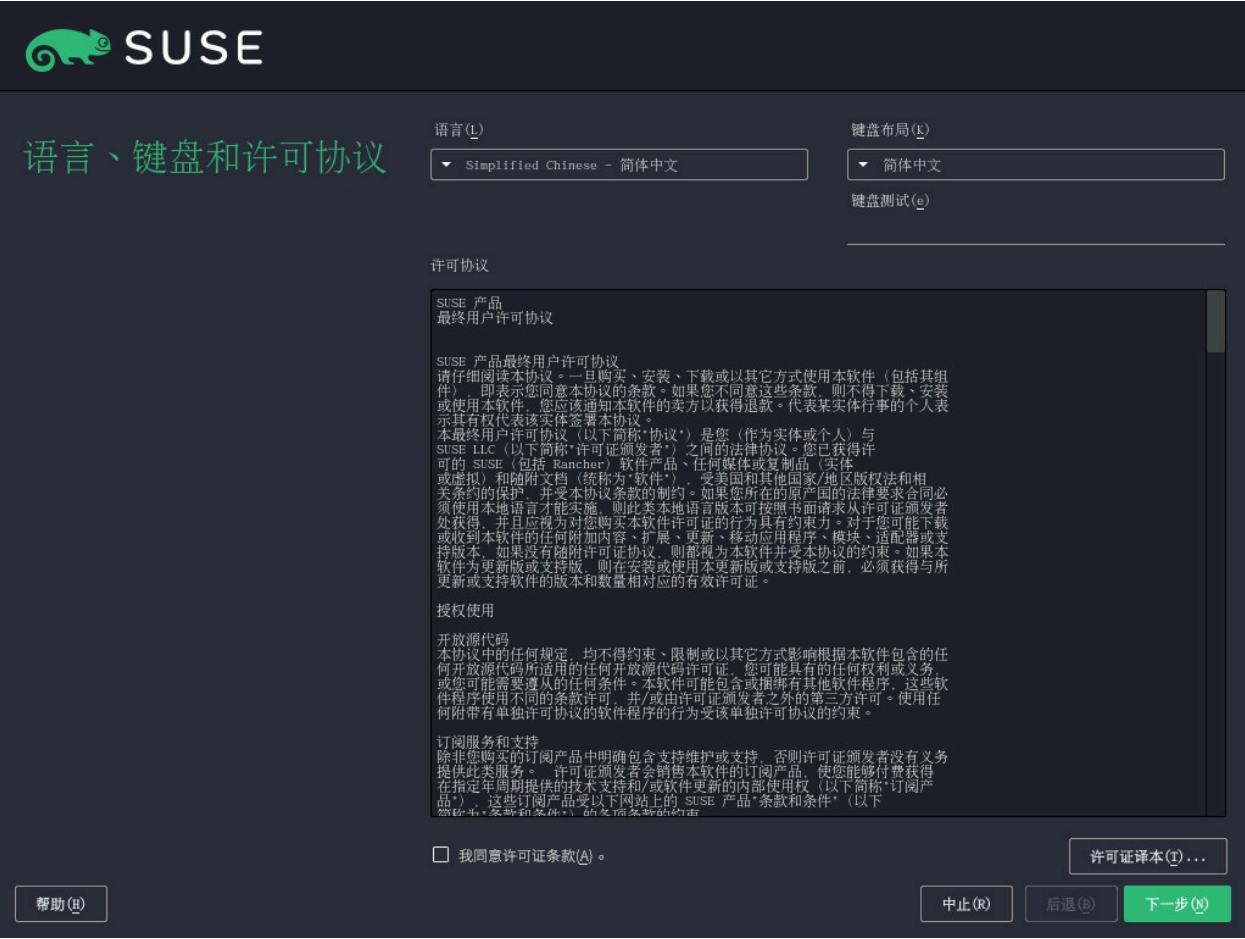 SUSE
语言、键盘和许可协议
语言(L)
Simplified Chinese - 简体中文
键盘布局(K)
简体中文
键盘测试(e)
许可协议
SUSE 产品
最终用户许可协议
SUSE 产品最终用户许可协议
请仔细阅读本协议。一旦购买、安装、下载或以其它方式使用本软件（包括其组
件），即表示您同意本协议的条款。如果您不同意这些条款，则不得下载、安装
或使用本软件，您应该通知本软件的卖方以获得退款。代表某实体行事的个人表
示其有权代表该实体签署本协议。
本最终用户许可协议（以下简称"协议"）是您（作为实体或个人）与
SUSE LLC（以下简称"许可证颁发者"）之间的法律协议。您已获得许
可的 SUSE（包括 Rancher）软件产品、任何媒体或复制品（实体
或虚拟）和随附文档（统称为"软件"），受美国和其他国家/地区版权法和相
关条约的保护，并受本协议条款的制约。如果您所在的原产国的法律要求合同必
须使用本地语言才能实施，则此类本地语言版本可按照书面请求从许可证颁发者
处获得，并且应视为对您购买本软件许可证的行为具有约束力。对于您可能下载
或收到本软件的任何附加内容、扩展、更新、移动应用程序、模块、适配器或支
持版本，如果没有随附许可证协议，则都视为本软件并受本协议的约束。如果本
软件为更新版或支持版，则在安装或使用本更新版或支持版之前，必须获得与所
更新或支持软件的版本和数量相对应的有效许可证。
授权使用
开放源代码
本协议中的任何规定，均不得约束、限制或以其它方式影响根据本软件包含的任
何开放源代码所适用的任何开放源代码许可证，您可能具有的任何权利或义务，
或您可能需要遵从的任何条件。本软件可能包含或捆绑有其他软件程序，这些软
件程序使用不同的条款许可，并/或由许可证颁发者之外的第三方许可。使用任
何附带有单独许可协议的软件程序的行为受该单独许可协议的约束。
订阅服务和支持
除非您购买的订阅产品中明确包含支持维护或支持，否则许可证颁发者没有义务
提供此类服务。 许可证颁发者会销售本软件的订阅产品，使您能够付费获得
在指定年周期提供的技术支持和/或软件更新的内部使用权（以下简称"订阅产
品"），这些订阅产品受以下网站上的 SUSE 产品"条款和条件"（以下
简称为"条款和条件"）的各项条款的约束
我同意许可证条款(A)。
许可证译本(T)...
帮助(H)
中止(R)
后退(B)
下一步(N)